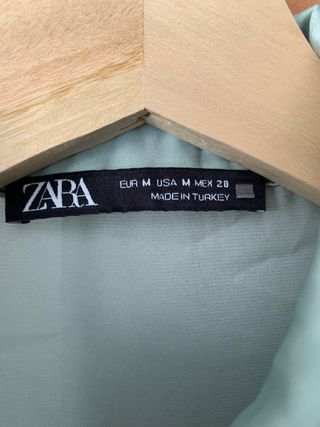 ZARA
EUR M USA M MEX 28
MADE IN TURKEY